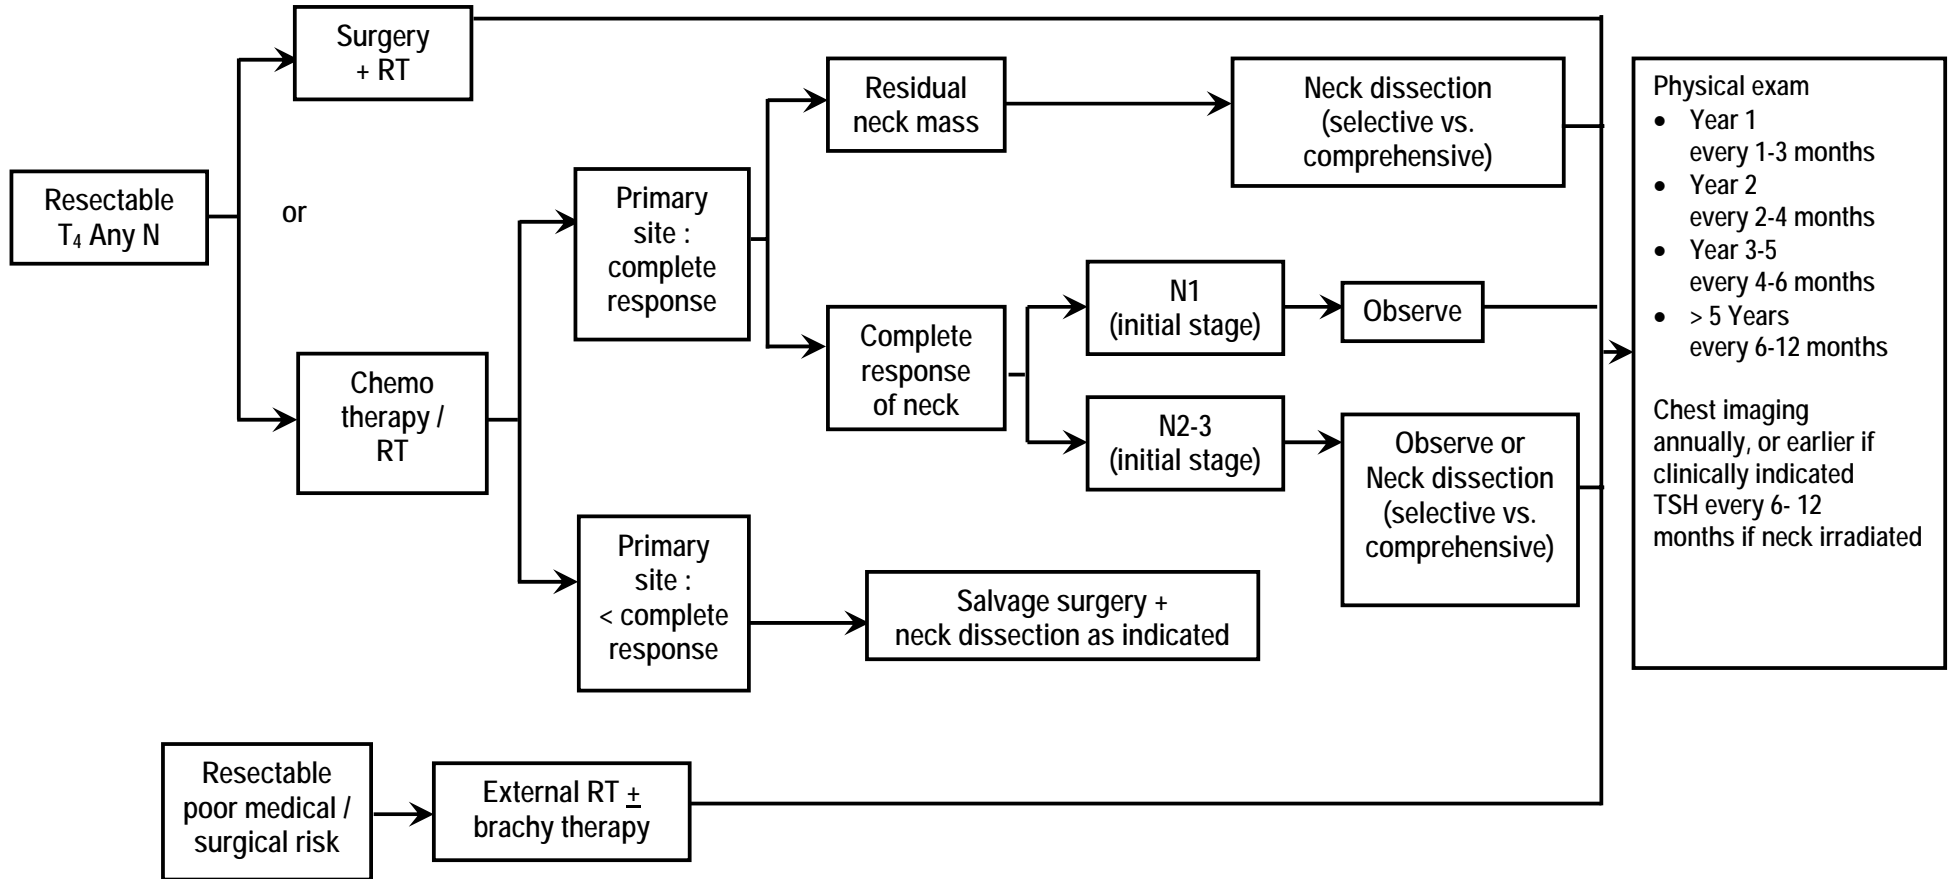 Surgery
+ RT
Resectable
T₄ Any N
or
Chemo
therapy /
RT
Primary
site :
complete
response
Primary
site :
< complete
response
Residual
neck mass
Complete
response
of neck
Neck dissection
(selective vs.
comprehensive)
N1
(initial stage)
Observe
N2-3
(initial stage)
Observe or
Neck dissection
(selective vs.
comprehensive)
Salvage surgery +
neck dissection as indicated
Resectable
poor medical /
surgical risk
External RT ±
brachy therapy
Physical exam
• Year 1
every 1-3 months
• Year 2
every 2-4 months
• Year 3-5
every 4-6 months
• > 5 Years
every 6-12 months
Chest imaging
annually, or earlier if
clinically indicated
TSH every 6- 12
months if neck irradiated